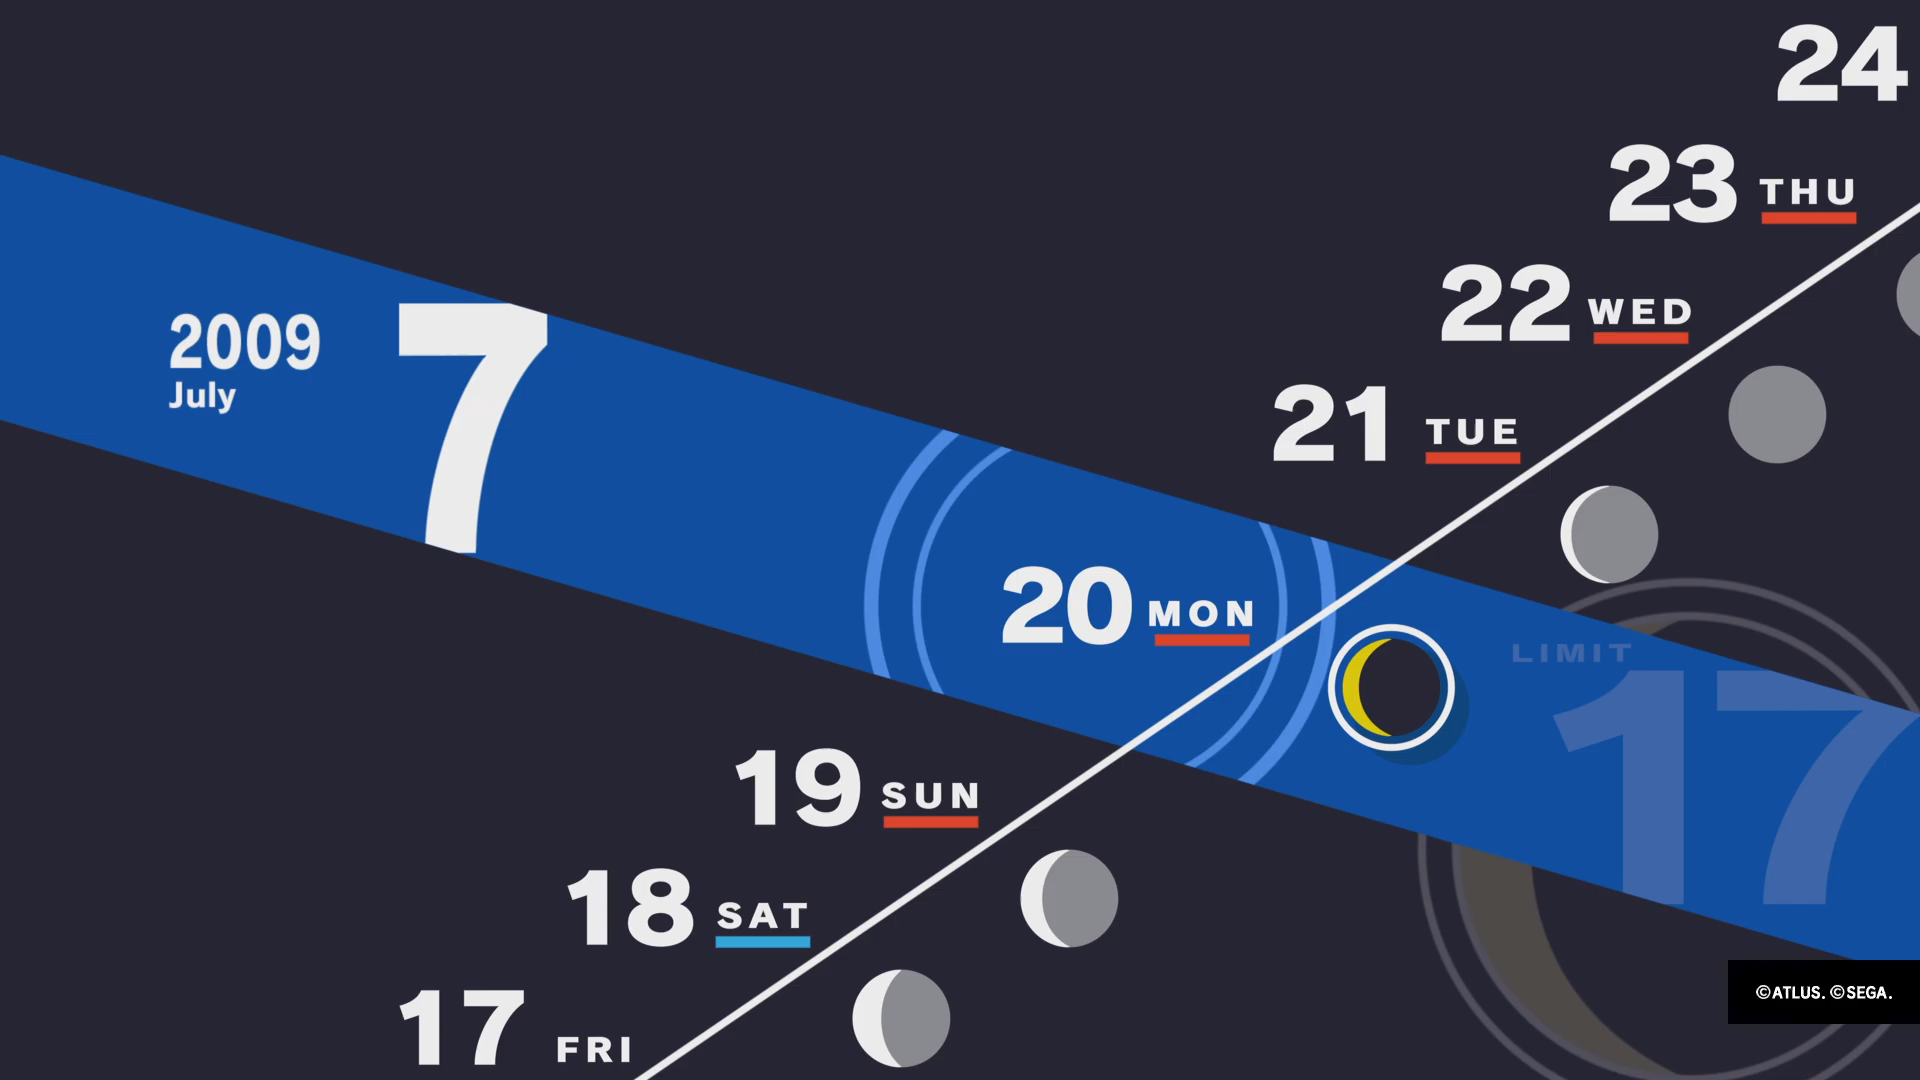 24
23 THU
22 WED
21 TUE
2009
July
7
20 MON
LIMIT
17
19 SUN
18 SAT
17 FRI
©ATLUS. ©SEGA.